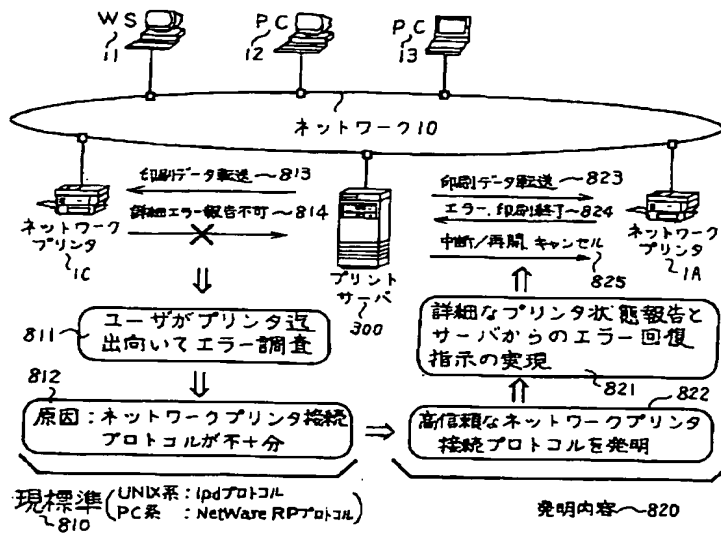 WS
11
PC
12
PC
13
ネットワーク10
印刷データ転送～813
詳細エラー報告不可～814
ネットワーク
プリンタ
1C
プリント
サーバ
300
印刷データ転送～823
エラー、印刷終了～824
中断/再開、キャンセル
825
ネットワーク
プリンタ
1A
811
ユーザがプリンタ迄
出向いてエラー調査
812
原因：ネットワークプリンタ接続
プロトコルが不十分
詳細なプリンタ状態報告と
サーバからのエラー回復
指示の実現
821
822
高信頼なネットワークプリンタ
接続プロトコルを発明
現標準
810
(UNIX系：lpdプロトコル
PC系：NetWare RPプロトコル)
発明内容～820